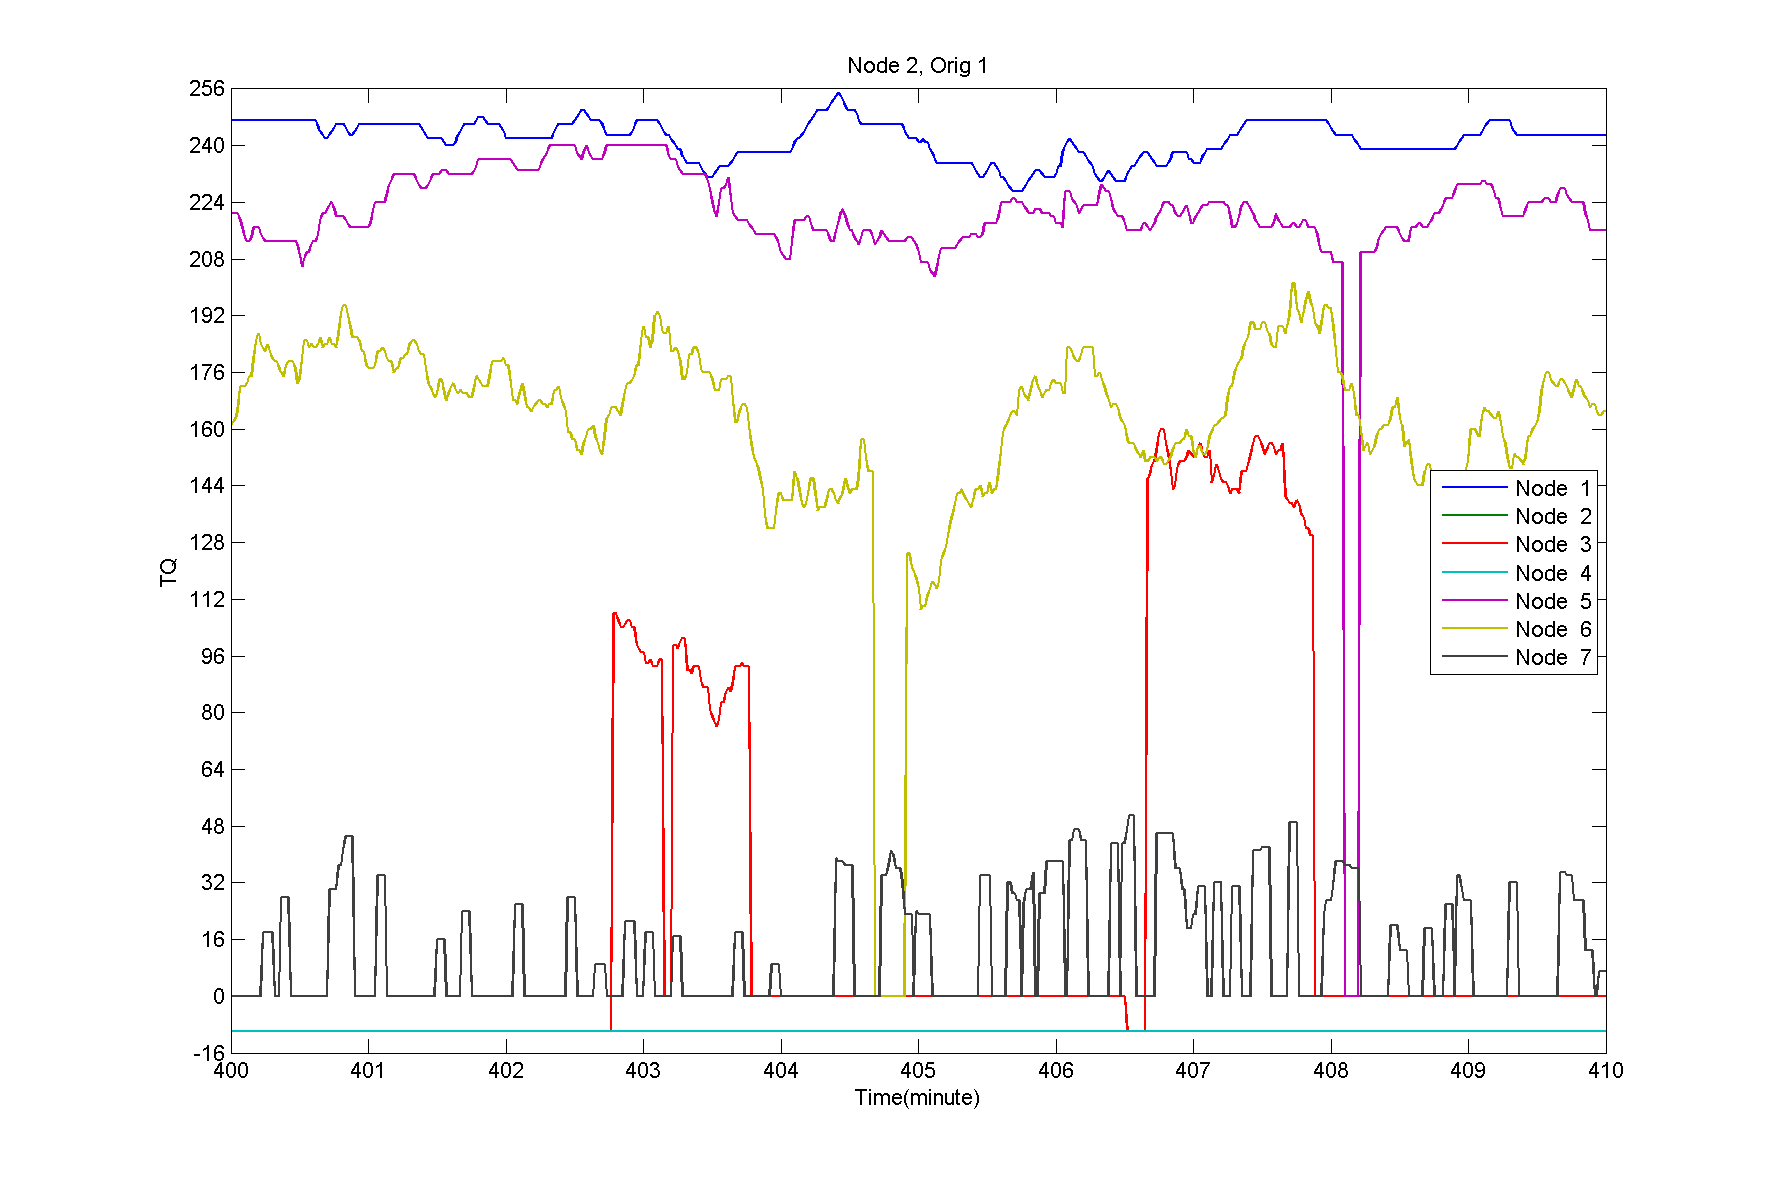 Node 2, Orig 1
256
240
224
208
192
176
160
144
128
112
96
80
64
48
32
16
0
-16
TQ
Node 1
Node 2
Node 3
Node 4
Node 5
Node 6
Node 7
400 401 402 403 404 405 406 407 408 409 410
Time(minute)